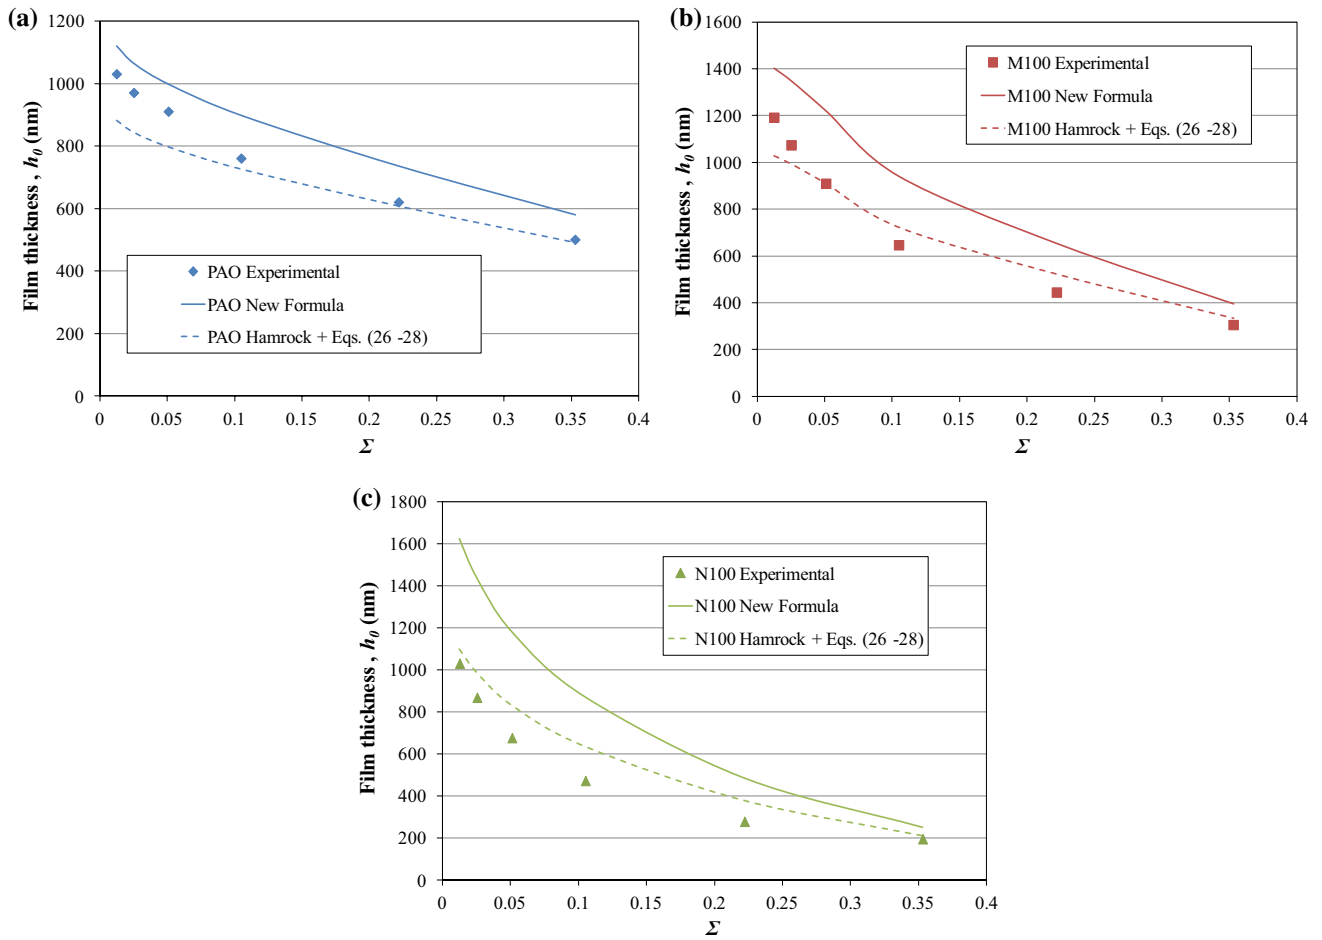 (a)
1200
1000
800
600
400
200
0
Film thickness , h0 (nm)
PAO Experimental
PAO New Formula
PAO Hamrock + Eqs. (26 -28)
0 0.05 0.1 0.15 0.2 0.25 0.3 0.35 0.4
Σ
(b)
1600
1400
1200
1000
800
600
400
200
0
Film thickness , h0 (nm)
M100 Experimental
M100 New Formula
M100 Hamrock + Eqs. (26 -28)
0 0.05 0.1 0.15 0.2 0.25 0.3 0.35 0.4
Σ
(c)
1800
1600
1400
1200
1000
800
600
400
200
0
Film thickness , h0 (nm)
N100 Experimental
N100 New Formula
N100 Hamrock + Eqs. (26 -28)
0 0.05 0.1 0.15 0.2 0.25 0.3 0.35 0.4
Σ